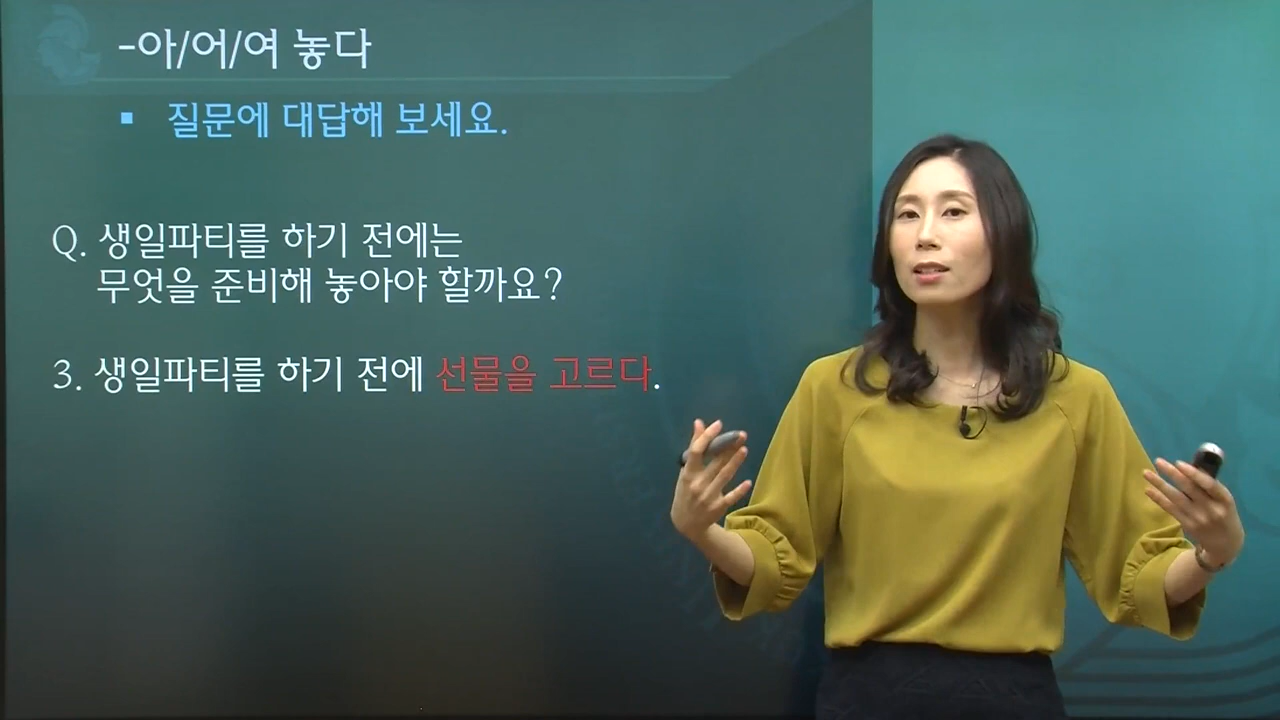 -아/어/여 놓다
▪ 질문에 대답해 보세요.
Q. 생일파티를 하기 전에는
무엇을 준비해 놓아야 할까요?
3. 생일파티를 하기 전에 선물을 고르다.